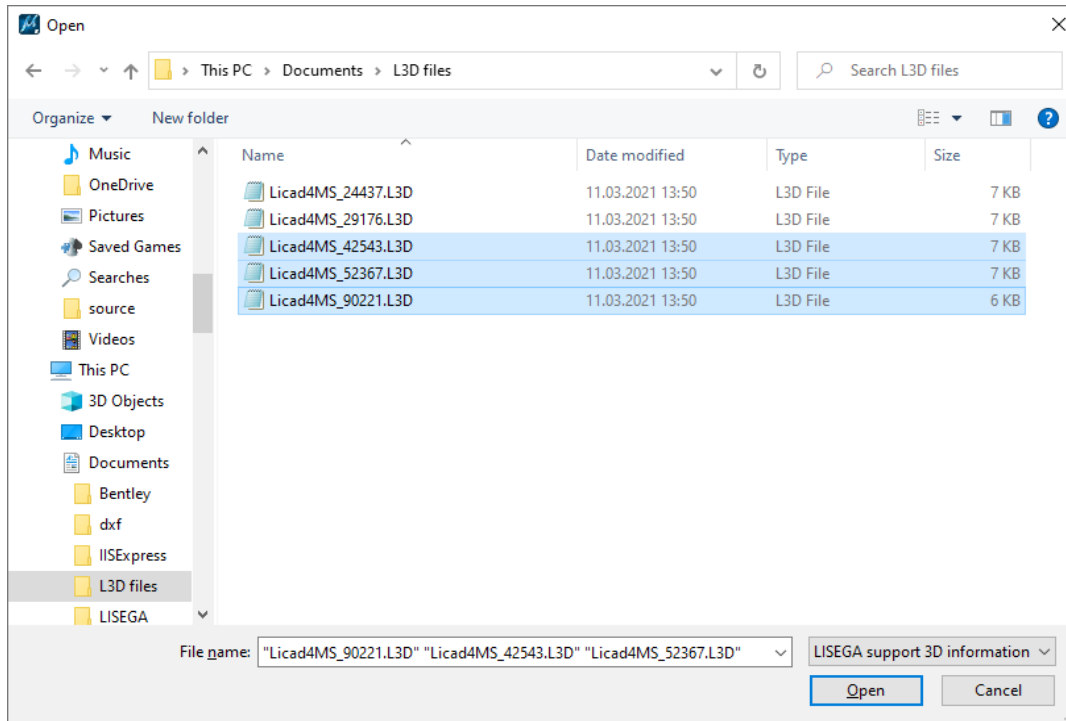 Open
This PC > Documents > L3D files
Search L3D files
Organize
New folder
Music
OneDrive
Pictures
Saved Games
Searches
source
Videos
This PC
3D Objects
Desktop
Documents
Bentley
dxf
IISExpress
L3D files
LISEGA
Name Date modified Type Size
Licad4MS_24437.L3D 11.03.2021 13:50 L3D File 7 KB
Licad4MS_29176.L3D 11.03.2021 13:50 L3D File 7 KB
Licad4MS_42543.L3D 11.03.2021 13:50 L3D File 7 KB
Licad4MS_52367.L3D 11.03.2021 13:50 L3D File 7 KB
Licad4MS_90221.L3D 11.03.2021 13:50 L3D File 6 KB
File name: "Licad4MS_90221.L3D" "Licad4MS_42543.L3D" "Licad4MS_52367.L3D"
LISEGA support 3D information
Open
Cancel